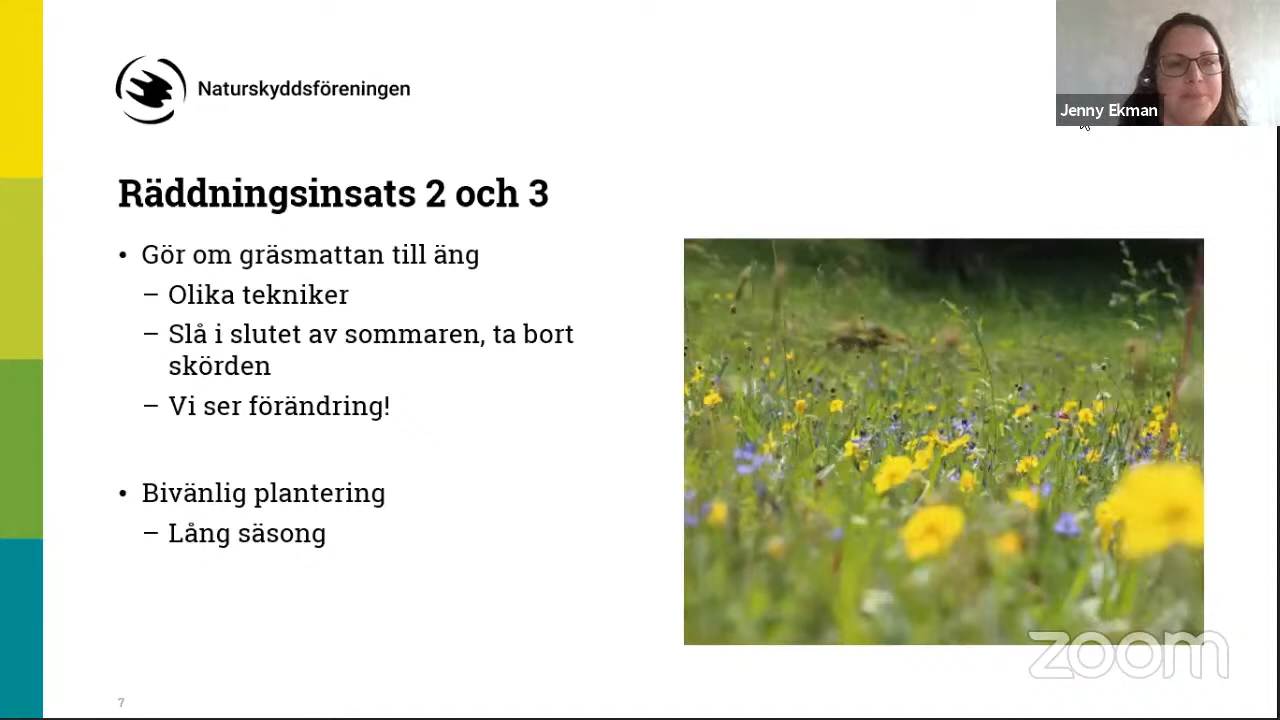 Naturskyddsföreningen
Jenny Ekman
Räddningsinsats 2 och 3
• Gör om gräsmattan till äng
– Olika tekniker
– Slå i slutet av sommaren, ta bort
skörden
– Vi ser förändring!
• Bivänlig plantering
– Lång säsong
zoom
7